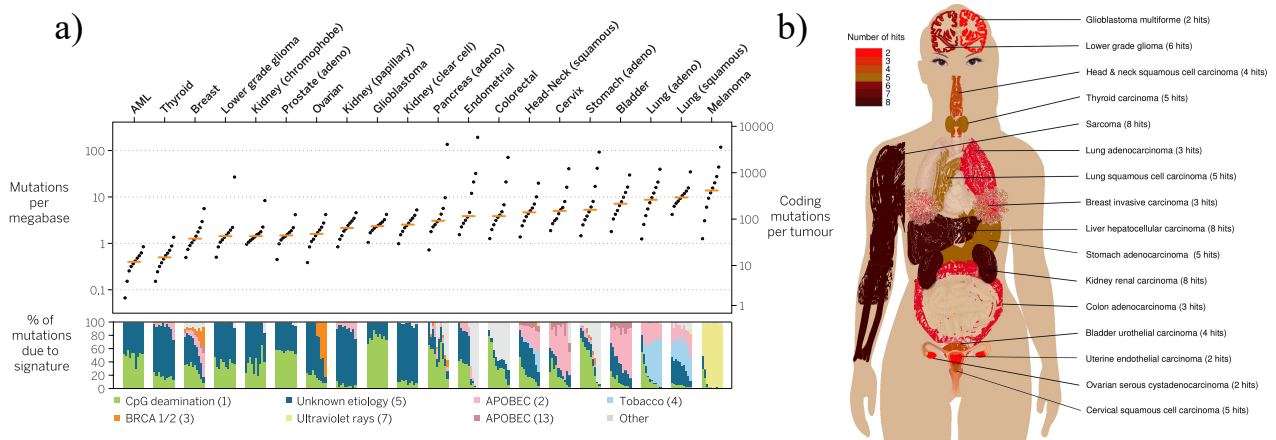 a)
AML
Thyroid
Breast
Lower grade glioma
Kidney (chromophobe)
Prostate (adeno)
Ovarian
Kidney (papillary)
Glioblastoma
Kidney (clear cell)
Pancreas (adeno)
Endometrial
Colorectal
Head-Neck (squamous)
Cervix
Stomach (adeno)
Bladder
Lung (adeno)
Lung (squamous)
Melanoma
Mutations
per
megabase
100
10
1
0.1
10000
1000
100
10
1
Coding
mutations
per tumour
% of
mutations
due to
signature
100
80
60
40
20
0
CpG deamination (1)
Unknown etiology (5)
APOBEC (2)
Tobacco (4)
BRCA 1/2 (3)
Ultraviolet rays (7)
APOBEC (13)
Other
b)
Number of hits
2
3
4
5
6
7
8
Glioblastoma multiforme (2 hits)
Lower grade glioma (6 hits)
Head & neck squamous cell carcinoma (4 hits)
Thyroid carcinoma (5 hits)
Sarcoma (8 hits)
Lung adenocarcinoma (3 hits)
Lung squamous cell carcinoma (5 hits)
Breast invasive carcinoma (3 hits)
Liver hepatocellular carcinoma (8 hits)
Stomach adenocarcinoma (5 hits)
Kidney renal carcinoma (8 hits)
Colon adenocarcinoma (3 hits)
Bladder urothelial carcinoma (4 hits)
Uterine endothelial carcinoma (2 hits)
Ovarian serous cystadenocarcinoma (2 hits)
Cervical squamous cell carcinoma (5 hits)